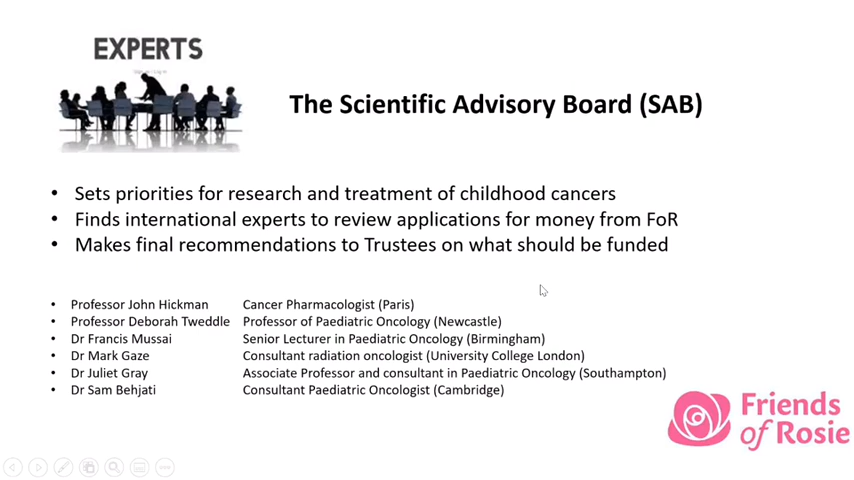 EXPERTS
The Scientific Advisory Board (SAB)
• Sets priorities for research and treatment of childhood cancers
• Finds international experts to review applications for money from FoR
• Makes final recommendations to Trustees on what should be funded
• Professor John Hickman Cancer Pharmacologist (Paris)
• Professor Deborah Tweddle Professor of Paediatric Oncology (Newcastle)
• Dr Francis Mussai Senior Lecturer in Paediatric Oncology (Birmingham)
• Dr Mark Gaze Consultant radiation oncologist (University College London)
• Dr Juliet Gray Associate Professor and consultant in Paediatric Oncology (Southampton)
• Dr Sam Behjati Consultant Paediatric Oncologist (Cambridge)
Friends
of Rosie